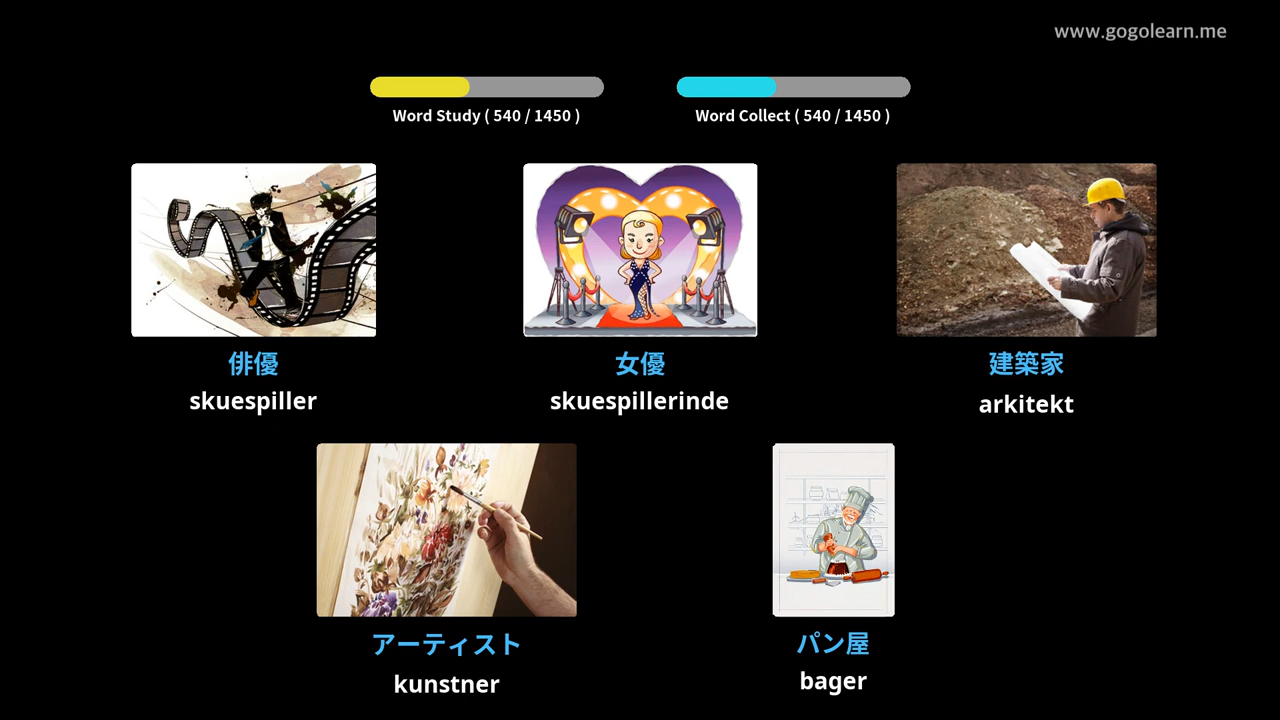 www.gogolearn.me
Word Study ( 540 / 1450 )
Word Collect ( 540 / 1450 )
俳優
skuespiller
女優
skuespillerinde
建築家
arkitekt
アーティスト
kunstner
パン屋
bager